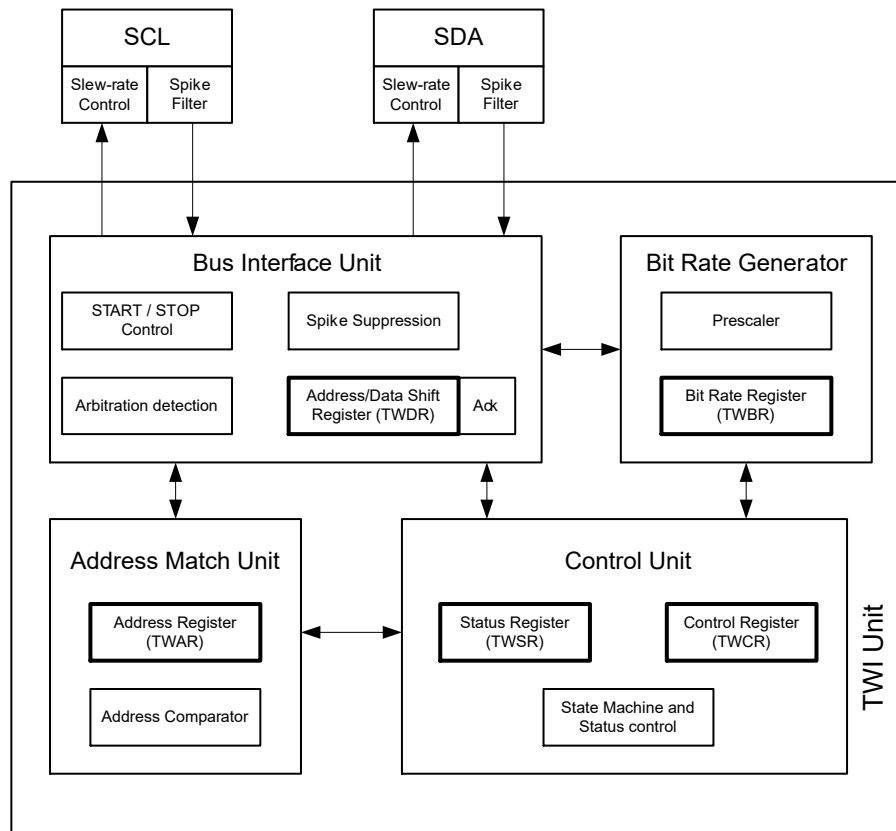 SCL
SDA
Slew-rate
Control
Spike
Filter
Slew-rate
Control
Spike
Filter
Bus Interface Unit
START / STOP
Control
Spike Suppression
Arbitration detection
Address/Data Shift
Register (TWDR)
Ack
Bit Rate Generator
Prescaler
Bit Rate Register
(TWBR)
Address Match Unit
Address Register
(TWAR)
Address Comparator
Control Unit
Status Register
(TWSR)
Control Register
(TWCR)
State Machine and
Status control
TWI Unit